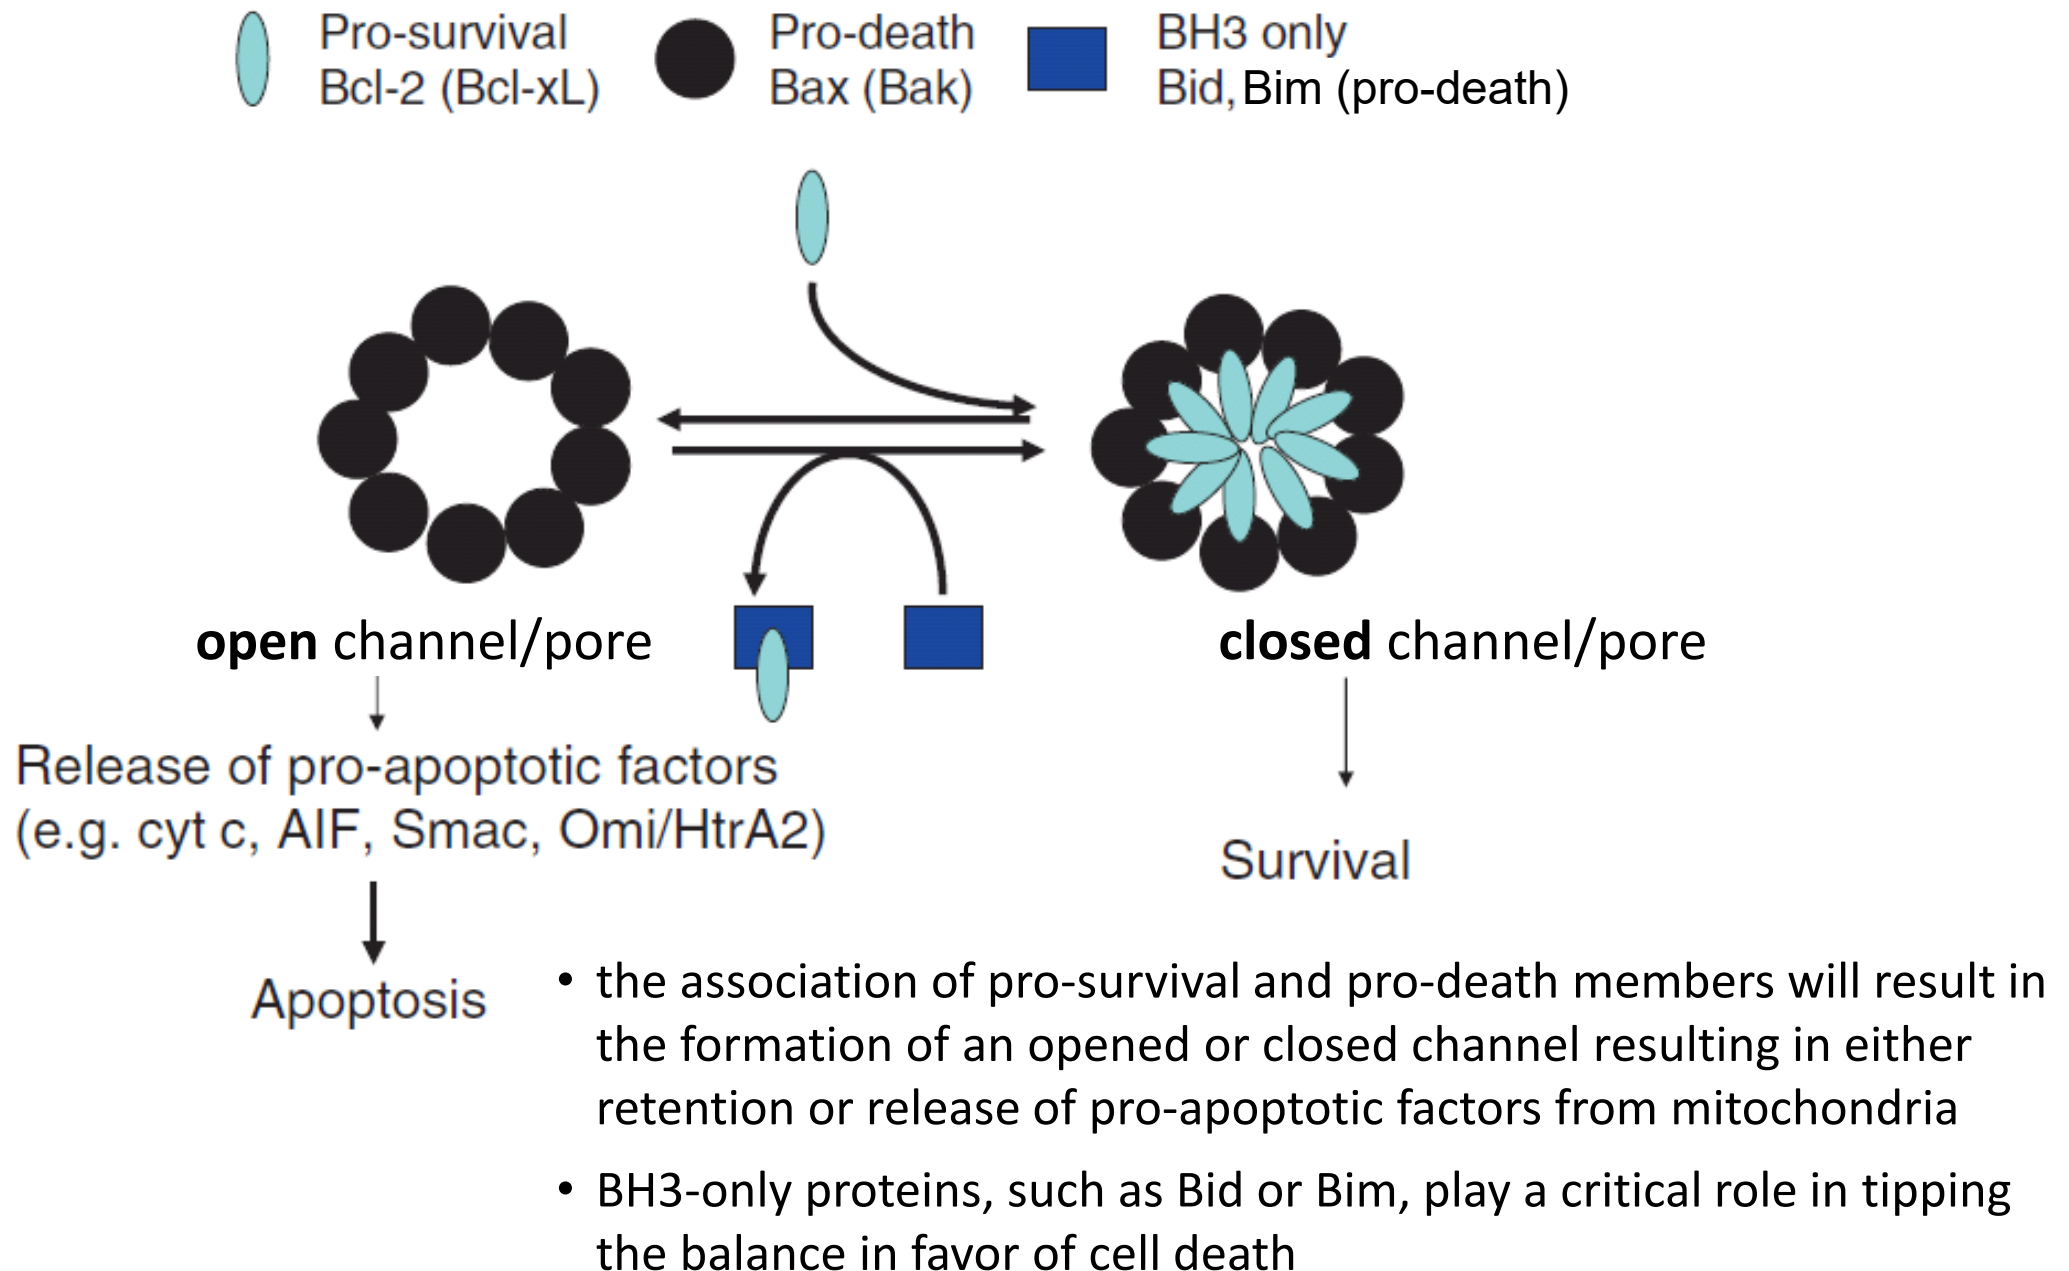 Pro-survival
Bcl-2 (Bcl-xL)
Pro-death
Bax (Bak)
BH3 only
Bid, Bim (pro-death)
open channel/pore
closed channel/pore
Release of pro-apoptotic factors
(e.g. cyt c, AIF, Smac, Omi/HtrA2)
Survival
Apoptosis
• the association of pro-survival and pro-death members will result in
the formation of an opened or closed channel resulting in either
retention or release of pro-apoptotic factors from mitochondria
• BH3-only proteins, such as Bid or Bim, play a critical role in tipping
the balance in favor of cell death